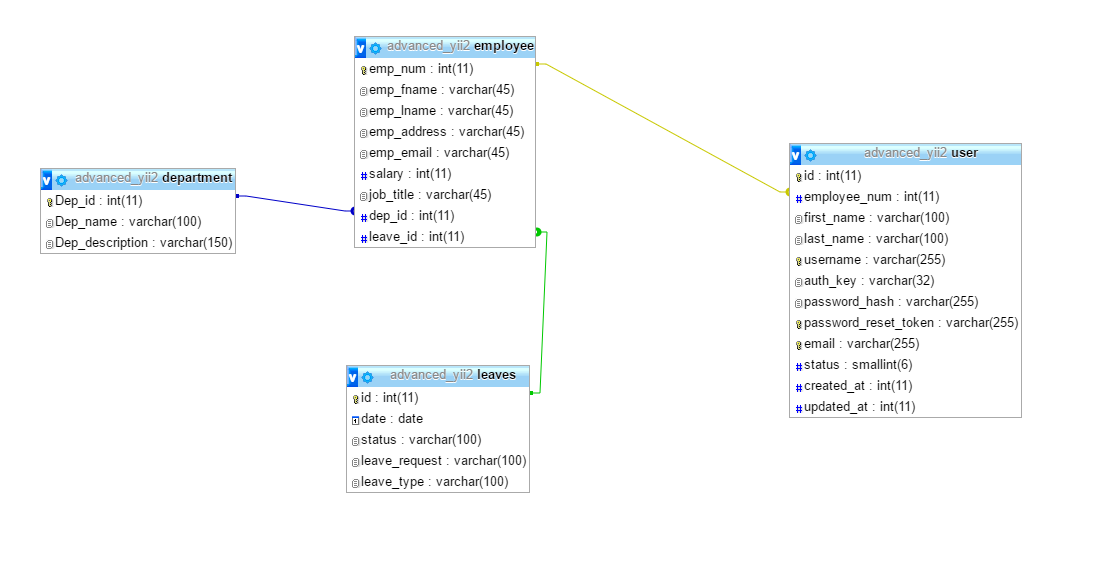 advanced_yii2 employee
emp_num : int(11)
emp_fname : varchar(45)
emp_lname : varchar(45)
emp_address : varchar(45)
emp_email : varchar(45)
salary : int(11)
job_title : varchar(45)
dep_id : int(11)
leave_id : int(11)
advanced_yii2 department
Dep_id : int(11)
Dep_name : varchar(100)
Dep_description : varchar(150)
advanced_yii2 user
id : int(11)
employee_num : int(11)
first_name : varchar(100)
last_name : varchar(100)
username : varchar(255)
auth_key : varchar(32)
password_hash : varchar(255)
password_reset_token : varchar(255)
email : varchar(255)
status : smallint(6)
created_at : int(11)
updated_at : int(11)
advanced_yii2 leaves
id : int(11)
date : date
status : varchar(100)
leave_request : varchar(100)
leave_type : varchar(100)